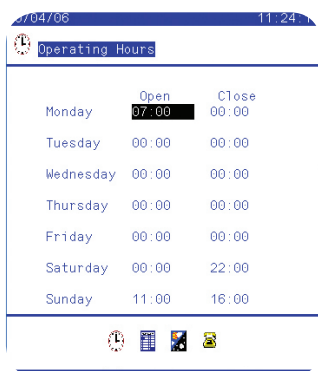 /04/06 11:24:
Operating Hours
Open Close
Monday 07:00 00:00
Tuesday 00:00 00:00
Wednesday 00:00 00:00
Thursday 00:00 00:00
Friday 00:00 00:00
Saturday 00:00 22:00
Sunday 11:00 16:00